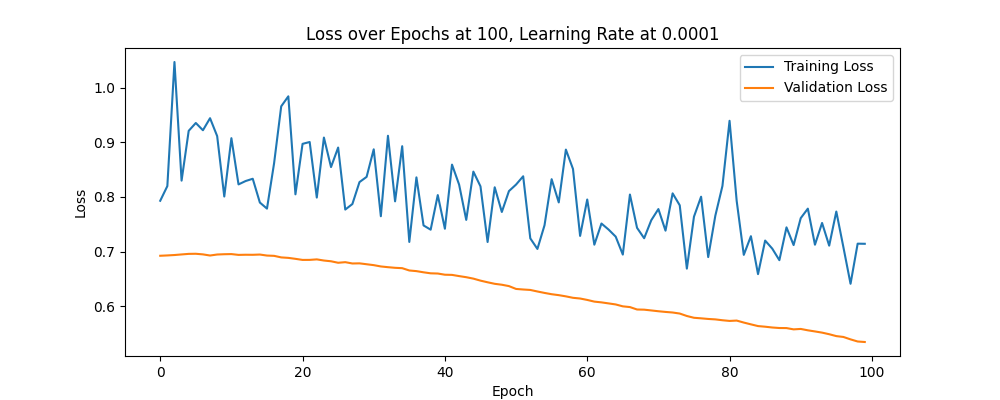 Loss over Epochs at 100, Learning Rate at 0.0001
Training Loss
Validation Loss
1.0
0.9
0.8
0.7
0.6
Loss
0
20
40
60
80
100
Epoch